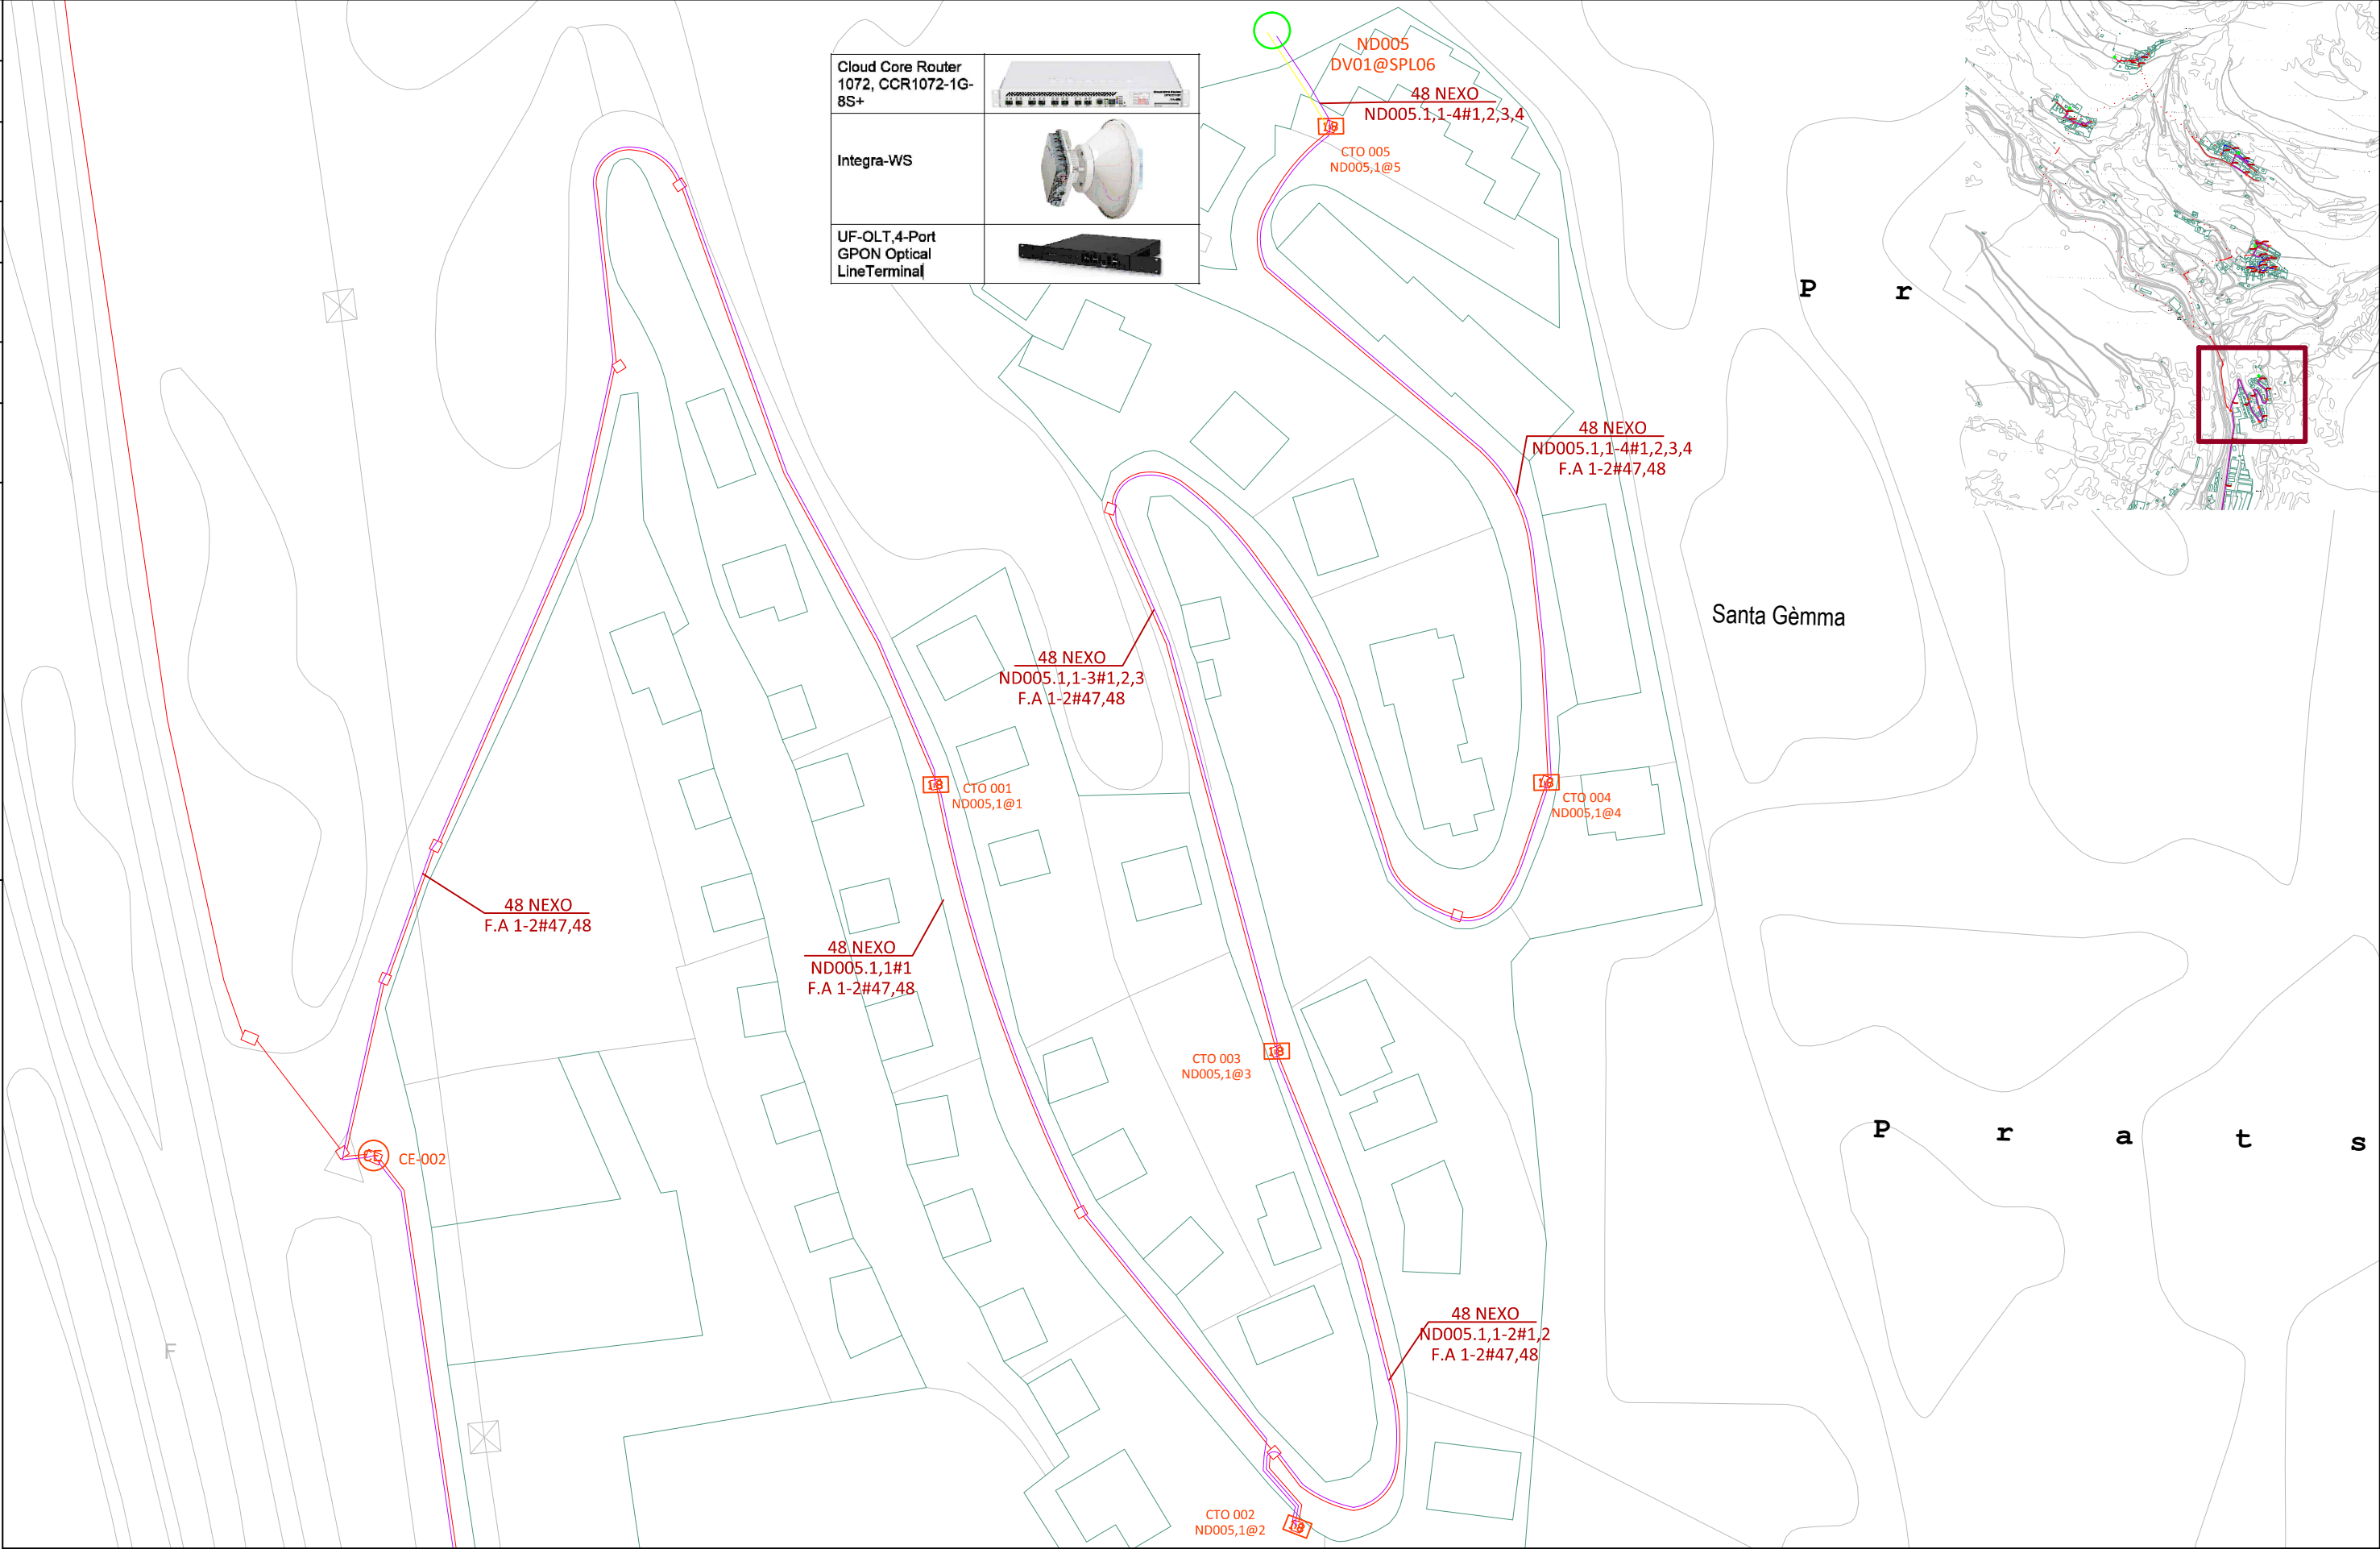 Cloud Core Router
1072, CCR1072-1G-
8S+
Integra-WS
UF-OLT,4-Port
GPON Optical
LineTerminal
ND005
DV01@SPL06
48 NEXO
ND005.1,1-4#1,2,3,4
CTO 005
ND005,1@5
P r
48 NEXO
ND005.1,1-4#1,2,3,4
F.A 1-2#47,48
Santa Gèmma
48 NEXO
ND005.1,1-3#1,2,3
F.A 1-2#47,48
CTO 001
ND005,1@1
CTO 004
ND005,1@4
48 NEXO
F.A 1-2#47,48
48 NEXO
ND005.1,1#1
F.A 1-2#47,48
CTO 003
ND005,1@3
P r a t s
CE
CE-002
48 NEXO
ND005.1,1-2#1,2
F.A 1-2#47,48
F
CTO 002
ND005,1@2